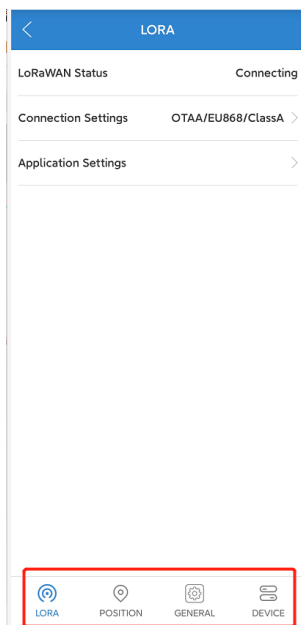 LORA
LoRaWAN Status Connecting
Connection Settings OTAA/EU868/ClassA
Application Settings
LORA POSITION GENERAL DEVICE